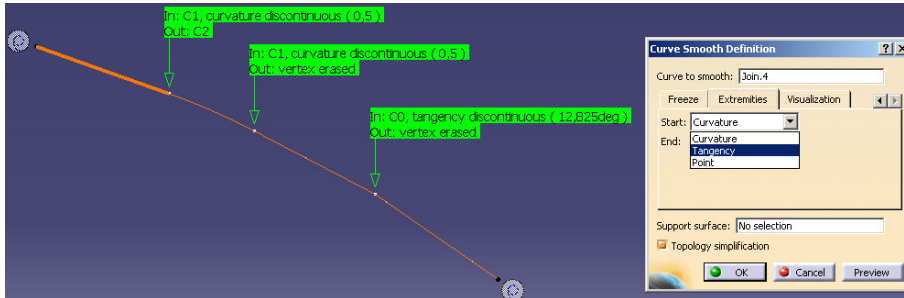 In: C1, curvature discontinuous ( 0,5 )
Out: C2
In: C1, curvature discontinuous ( 0,5 )
Out: vertex erased
In: C0, tangency discontinuous ( 12,825deg )
Out: vertex erased
Curve Smooth Definition
Curve to smooth: Join.4
Freeze Extremities Visualization
Start: Curvature
End: Curvature
Tangency
Point
Support surface: No selection
Topology simplification
OK Cancel Preview